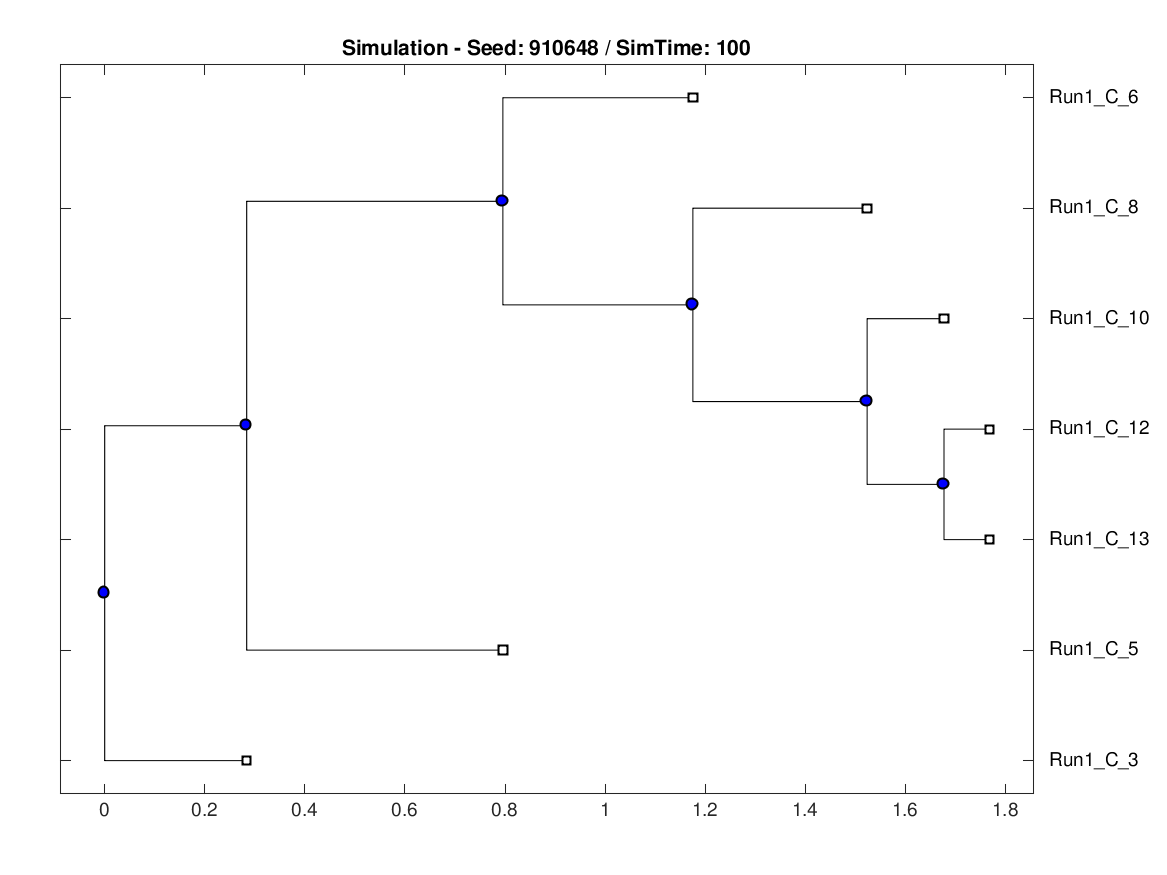 Simulation - Seed: 910648 / SimTime: 100
Run1_C_6
Run1_C_8
Run1_C_10
Run1_C_12
Run1_C_13
Run1_C_5
Run1_C_3
0 0.2 0.4 0.6 0.8 1 1.2 1.4 1.6 1.8